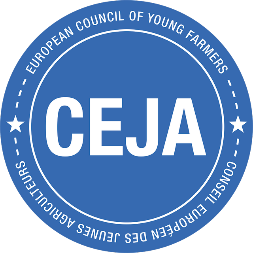 EUROPEAN COUNCIL OF YOUNG FARMERS
CEJA
CONSEIL EUROPÉEN DES JEUNES AGRICULTEURS